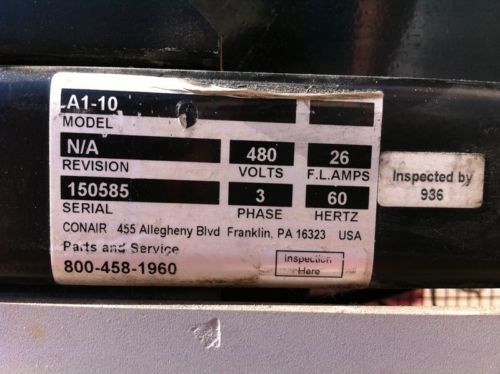 LA1-10
MODEL
N/A 480 26
REVISION VOLTS F.L.AMPS
150585 3 60
SERIAL PHASE HERTZ
CONAIR 455 Allegheny Blvd Franklin, PA 16323 USA
Parts and Service
800-458-1960
Inspection
Here
Inspected by
936